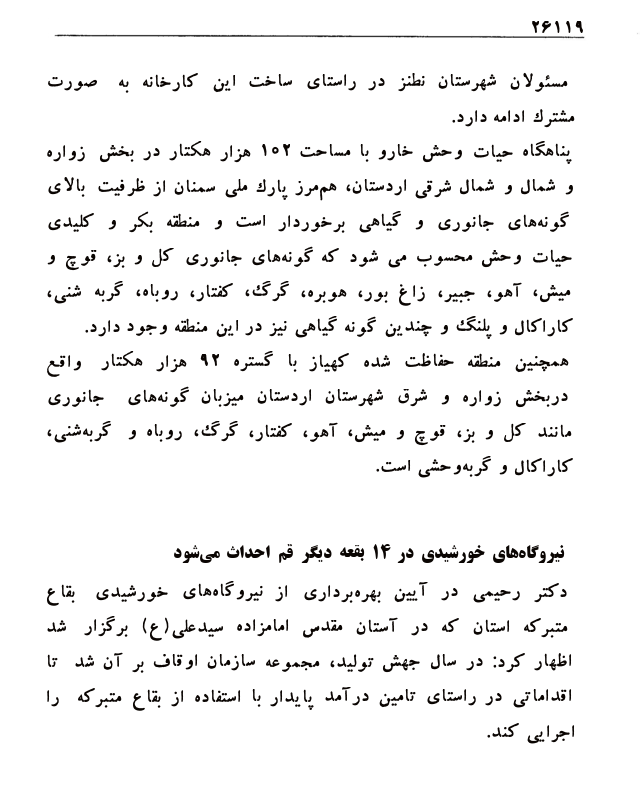 ۲۶۱۱۹
مسئولان شهرستان نطنز در راستای ساخت این کارخانه به صورت
مشترك ادامه دارد.
پناهگاه حیات وحش خارو با مساحت ۱۵۲ هزار هکتار در بخش زواره
و شمال و شمال شرقی اردستان، هم‌مرز پارك ملی سمنان از ظرفیت بالای
گونه‌های جانوری و گیاهی برخوردار است و منطقه بکر و کلیدی
حیات وحش محسوب می شود که گونه‌های جانوری کل و بز، قوچ و
میش، آهو، جبیر، زاغ بور، هوبره، گرگ، کفتار، روباه، گربه شنی،
کاراکال و پلنگ و چندین گونه گیاهی نیز در این منطقه وجود دارد.
همچنین منطقه حفاظت شده کهیاز با گستره ۹۲ هزار هکتار واقع
دربخش زواره و شرق شهرستان اردستان میزبان گونه‌های جانوری
مانند کل و بز، قوچ و میش، آهو، کفتار، گرگ، روباه و گربه‌شنی،
کاراکال و گربه‌وحشی است.
نیروگاه‌های خورشیدی در ۱۴ بقعه دیگر قم احداث می‌شود
دکتر رحیمی در آیین بهره‌برداری از نیروگاه‌های خورشیدی بقاع
متبرکه استان که در آستان مقدس امامزاده سیدعلی(ع) برگزار شد
اظهار کرد: در سال جهش تولید، مجموعه سازمان اوقاف بر آن شد تا
اقداماتی در راستای تامین درآمد پایدار با استفاده از بقاع متبرکه را
اجرایی کند.